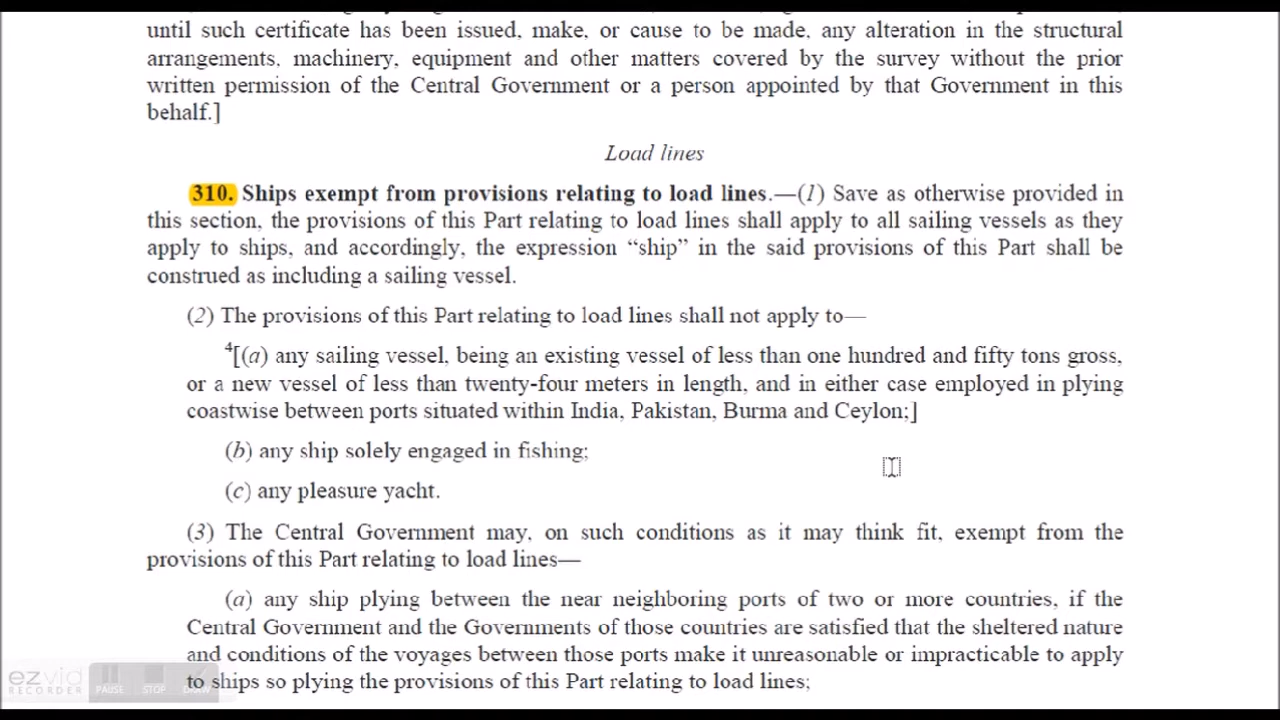 until such certificate has been issued, make, or cause to be made, any alteration in the structural
arrangements, machinery, equipment and other matters covered by the survey without the prior
written permission of the Central Government or a person appointed by that Government in this
behalf.]
Load lines
310. Ships exempt from provisions relating to load lines.—(1) Save as otherwise provided in
this section, the provisions of this Part relating to load lines shall apply to all sailing vessels as they
apply to ships, and accordingly, the expression “ship” in the said provisions of this Part shall be
construed as including a sailing vessel.
(2) The provisions of this Part relating to load lines shall not apply to—
4[(a) any sailing vessel, being an existing vessel of less than one hundred and fifty tons gross,
or a new vessel of less than twenty-four meters in length, and in either case employed in plying
coastwise between ports situated within India, Pakistan, Burma and Ceylon;]
(b) any ship solely engaged in fishing;
(c) any pleasure yacht.
(3) The Central Government may, on such conditions as it may think fit, exempt from the
provisions of this Part relating to load lines—
(a) any ship plying between the near neighboring ports of two or more countries, if the
Central Government and the Governments of those countries are satisfied that the sheltered nature
and conditions of the voyages between those ports make it unreasonable or impracticable to apply
to ships so plying the provisions of this Part relating to load lines;
ezvid
RECORDER
PAUSE
STOP
DRAW